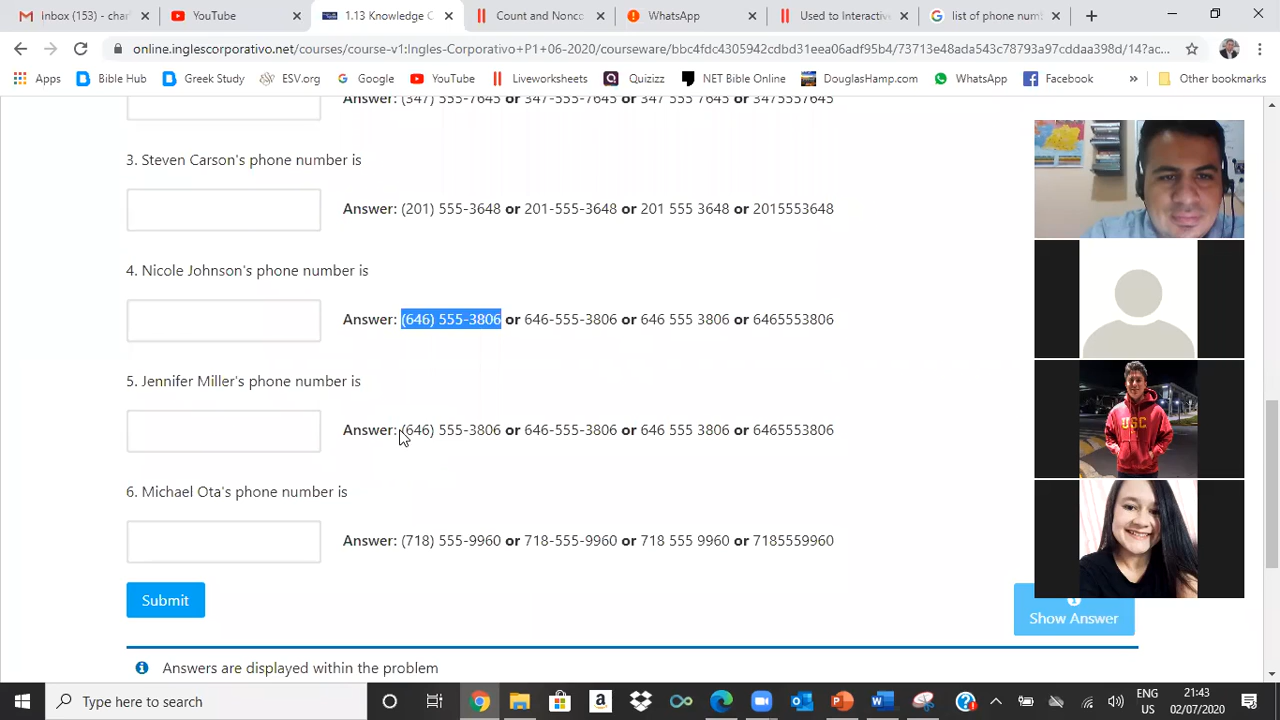 Inbox (153) - char
YouTube
1.13 Knowledge C
Count and Nonco
WhatsApp
Used to Interactive
list of phone num
online.inglescorporativo.net/courses/course-v1:Ingles-Corporativo+P1+06-2020/courseware/bbc4fdc4305942cdbd31eea06adf95b4/73713e48ada543c78793a97cddaa398d/14?ac...
Apps Bible Hub Greek Study ESV.org Google YouTube Liveworksheets Quizizz NET Bible Online DouglasHamp.com WhatsApp Facebook » Other bookmarks
Answer: (347) 555-7645 or 347-555-7645 or 347 555 7645 or 3475557645
3. Steven Carson's phone number is
Answer: (201) 555-3648 or 201-555-3648 or 201 555 3648 or 2015553648
4. Nicole Johnson's phone number is
Answer: (646) 555-3806 or 646-555-3806 or 646 555 3806 or 6465553806
5. Jennifer Miller's phone number is
Answer: (646) 555-3806 or 646-555-3806 or 646 555 3806 or 6465553806
USC
6. Michael Ota's phone number is
Answer: (718) 555-9960 or 718-555-9960 or 718 555 9960 or 7185559960
Submit
Show Answer
Answers are displayed within the problem
Type here to search
ENG
US
21:43
02/07/2020